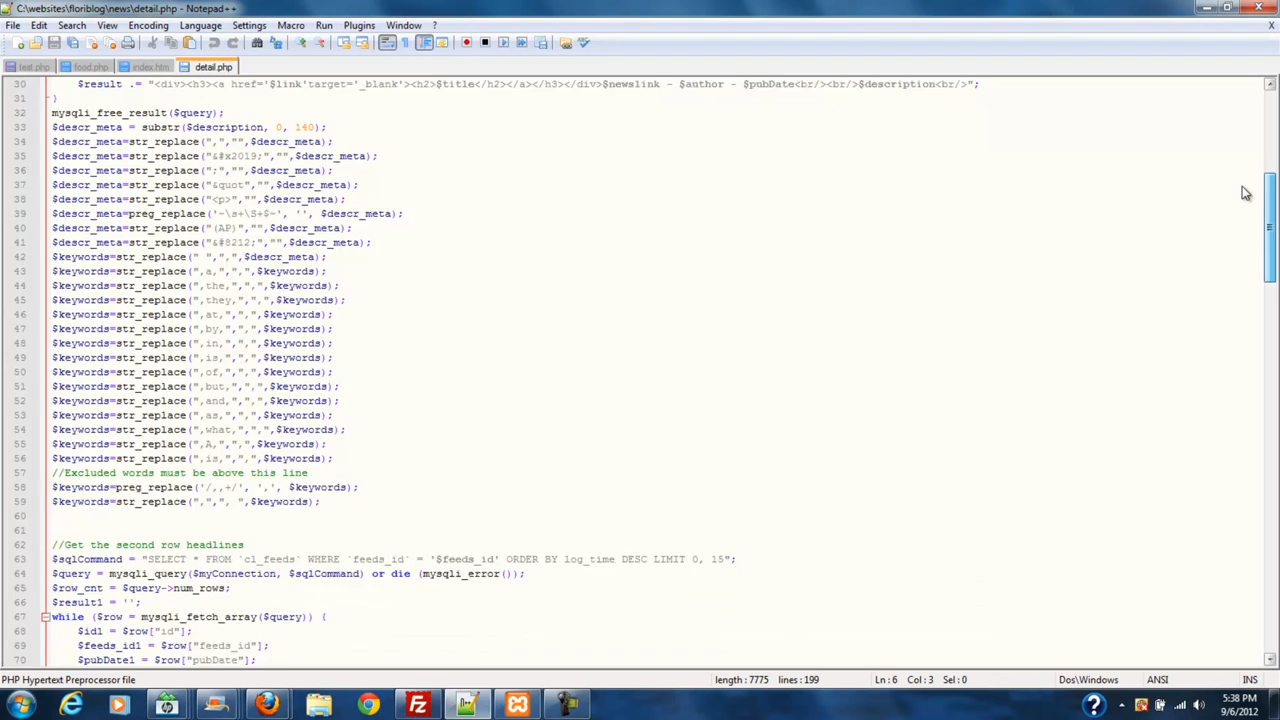 C:\websites\floriblog\news\detail.php - Notepad++
File Edit Search View Encoding Language Settings Macro Run Plugins Window ? X
test.php food.php index.htm detail.php
30 $result .= "<div><h3><a href='$link'target='_blank'><h2>$title</h2></a></h3></div>$newslink - $author - $pubDate<br/><br/>$description<br/>";
31 }
32 mysqli_free_result($query);
33 $descr_meta = substr($description, 0, 140);
34 $descr_meta=str_replace(",","",$descr_meta);
35 $descr_meta=str_replace("&#x2019;","",$descr_meta);
36 $descr_meta=str_replace(";","",$descr_meta);
37 $descr_meta=str_replace("&quot","",$descr_meta);
38 $descr_meta=str_replace("<p>","",$descr_meta);
39 $descr_meta=preg_replace('~\s+\S+$~', '', $descr_meta);
40 $descr_meta=str_replace("(AP)","",$descr_meta);
41 $descr_meta=str_replace("&#8212;","",$descr_meta);
42 $keywords=str_replace(" ",",",$descr_meta);
43 $keywords=str_replace(",a,",",",$keywords);
44 $keywords=str_replace(",the,",",",$keywords);
45 $keywords=str_replace(",they,",",",$keywords);
46 $keywords=str_replace(",at,",",",$keywords);
47 $keywords=str_replace(",by,",",",$keywords);
48 $keywords=str_replace(",in,",",",$keywords);
49 $keywords=str_replace(",is,",",",$keywords);
50 $keywords=str_replace(",of,",",",$keywords);
51 $keywords=str_replace(",but,",",",$keywords);
52 $keywords=str_replace(",and,",",",$keywords);
53 $keywords=str_replace(",as,",",",$keywords);
54 $keywords=str_replace(",what,",",",$keywords);
55 $keywords=str_replace(",A,",",",$keywords);
56 $keywords=str_replace(",is,",",",$keywords);
57 //Excluded words must be above this line
58 $keywords=preg_replace('/,,+/', ',', $keywords);
59 $keywords=str_replace(",",", ",$keywords);
60
61
62 //Get the second row headlines
63 $sqlCommand = "SELECT * FROM `cl_feeds` WHERE `feeds_id` = '$feeds_id' ORDER BY log_time DESC LIMIT 0, 15";
64 $query = mysqli_query($myConnection, $sqlCommand) or die (mysqli_error());
65 $row_cnt = $query->num_rows;
66 $result1 = '';
67 while ($row = mysqli_fetch_array($query)) {
68 $id1 = $row["id"];
69 $feeds_id1 = $row["feeds_id"];
70 $pubDate1 = $row["pubDate"];
PHP Hypertext Preprocessor file length : 7775 lines : 199 Ln : 6 Col : 3 Sel : 0 Dos\Windows ANSI INS
5:38 PM
9/6/2012